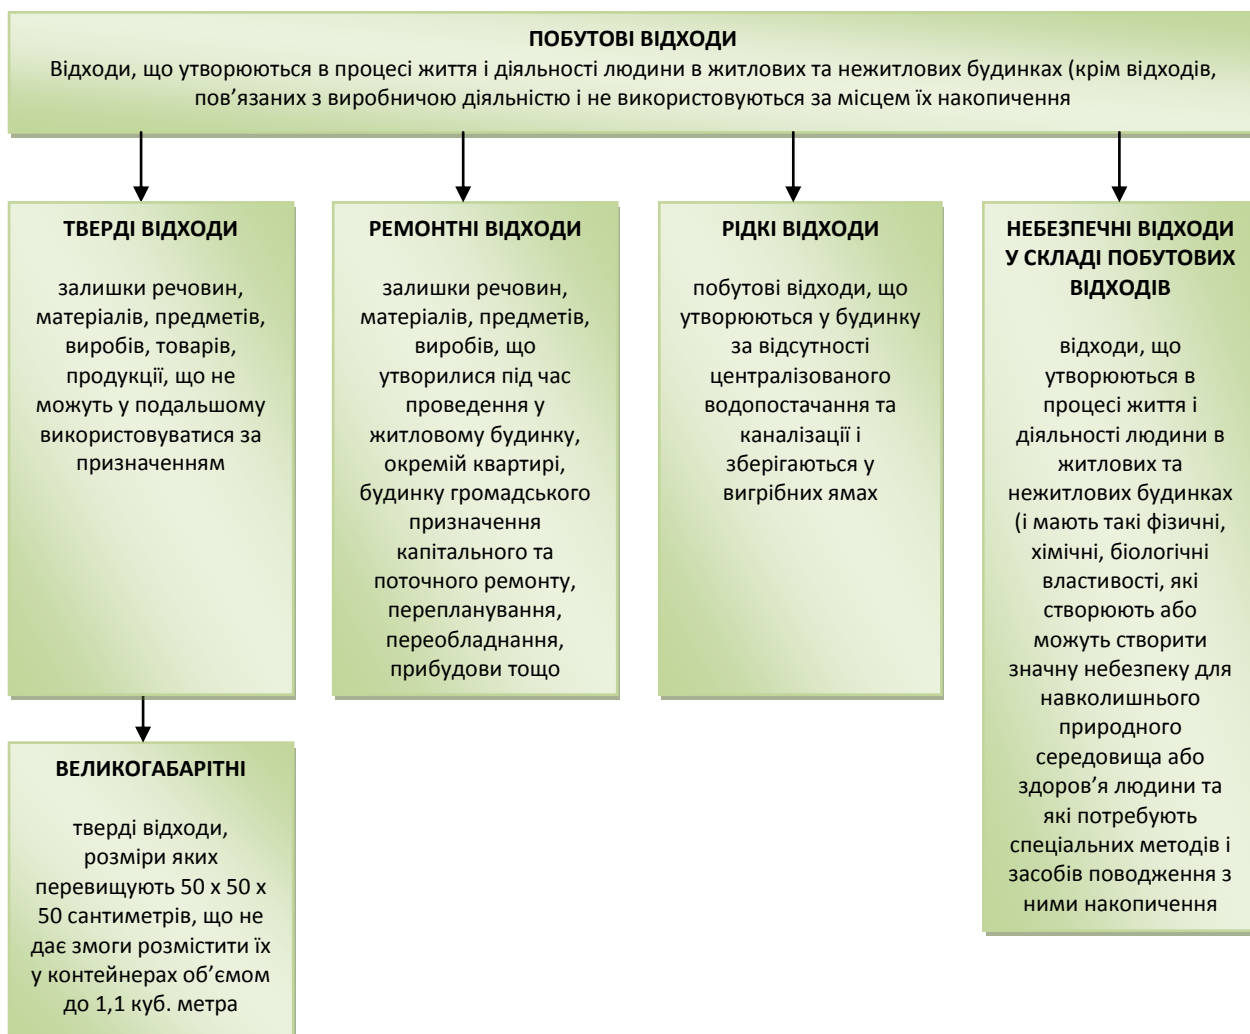 ПОБУТОВІ ВІДХОДИ
Відходи, що утворюються в процесі життя і діяльності людини в житлових та нежитлових будинках (крім відходів,
пов’язаних з виробничою діяльністю і не використовуються за місцем їх накопичення
ТВЕРДІ ВІДХОДИ
залишки речовин,
матеріалів, предметів,
виробів, товарів,
продукції, що не
можуть у подальшому
використовуватися за
призначенням
РЕМОНТНІ ВІДХОДИ
залишки речовин,
матеріалів, предметів,
виробів, що
утворилися під час
проведення у
житловому будинку,
окремій квартирі,
будинку громадського
призначення
капітального та
поточного ремонту,
перепланування,
переобладнання,
прибудови тощо
РІДКІ ВІДХОДИ
побутові відходи, що
утворюються у будинку
за відсутності
централізованого
водопостачання та
каналізації і
зберігаються у
вигрібних ямах
НЕБЕЗПЕЧНІ ВІДХОДИ
У СКЛАДІ ПОБУТОВИХ
ВІДХОДІВ
відходи, що
утворюються в
процесі життя і
діяльності людини в
житлових та
нежитлових будинках
(і мають такі фізичні,
хімічні, біологічні
властивості, які
створюють або
можуть створити
значну небезпеку для
навколишнього
природного
середовища або
здоров’я людини та
які потребують
спеціальних методів і
засобів поводження з
ними накопичення
ВЕЛИКОГАБАРІТНІ
тверді відходи,
розміри яких
перевищують 50 х 50 х
50 сантиметрів, що не
дає змоги розмістити їх
у контейнерах об’ємом
до 1,1 куб. метра